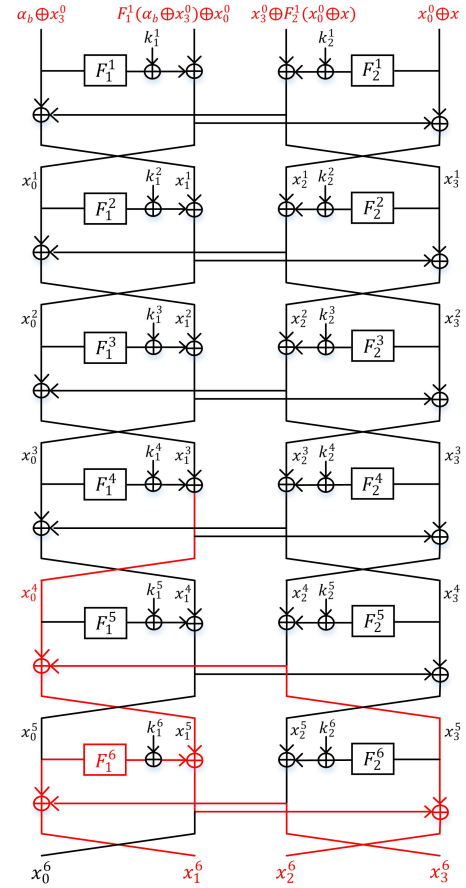 α_b⊕x_3^0 F_1^1(α_b⊕x_3^0)⊕x_0^0 x_3^0⊕F_2^1(x_0^0⊕x) x_0^0⊕x
k_1^1 k_2^1
F_1^1 F_2^1
x_0^1 k_1^2 x_1^1 x_2^1 k_2^2 x_3^1
F_1^2 F_2^2
x_0^2 k_1^3 x_1^2 x_2^2 k_2^3 x_3^2
F_1^3 F_2^3
x_0^3 k_1^4 x_1^3 x_2^3 k_2^4 x_3^3
F_1^4 F_2^4
x_0^4 k_1^5 x_1^4 x_2^4 k_2^5 x_3^4
F_1^5 F_2^5
x_0^5 k_1^6 x_1^5 x_2^5 k_2^6 x_3^5
F_1^6 F_2^6
x_0^6 x_1^6 x_2^6 x_3^6